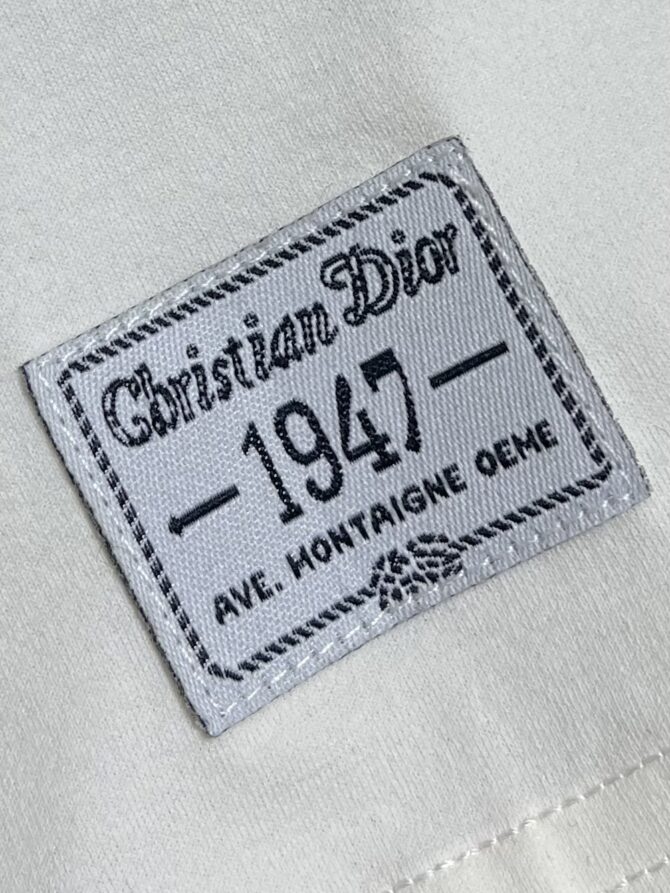 Christian Dior
—1947—
AVE. MONTAIGNE OEME